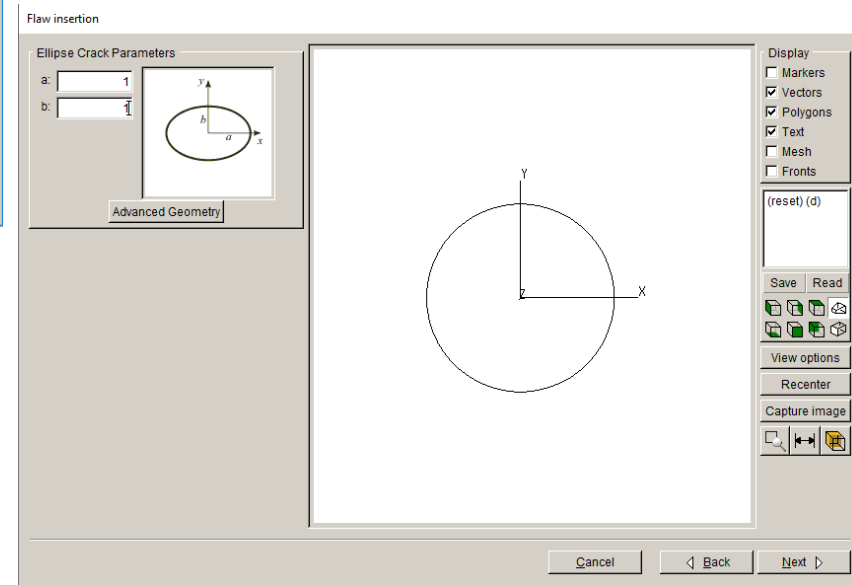 Flaw insertion
Ellipse Crack Parameters
a: 1
b: 1
y
b
a
x
Advanced Geometry
Y
X
Z
Display
Markers
Vectors
Polygons
Text
Mesh
Fronts
(reset) (d)
Save Read
View options
Recenter
Capture image
Cancel
Back
Next